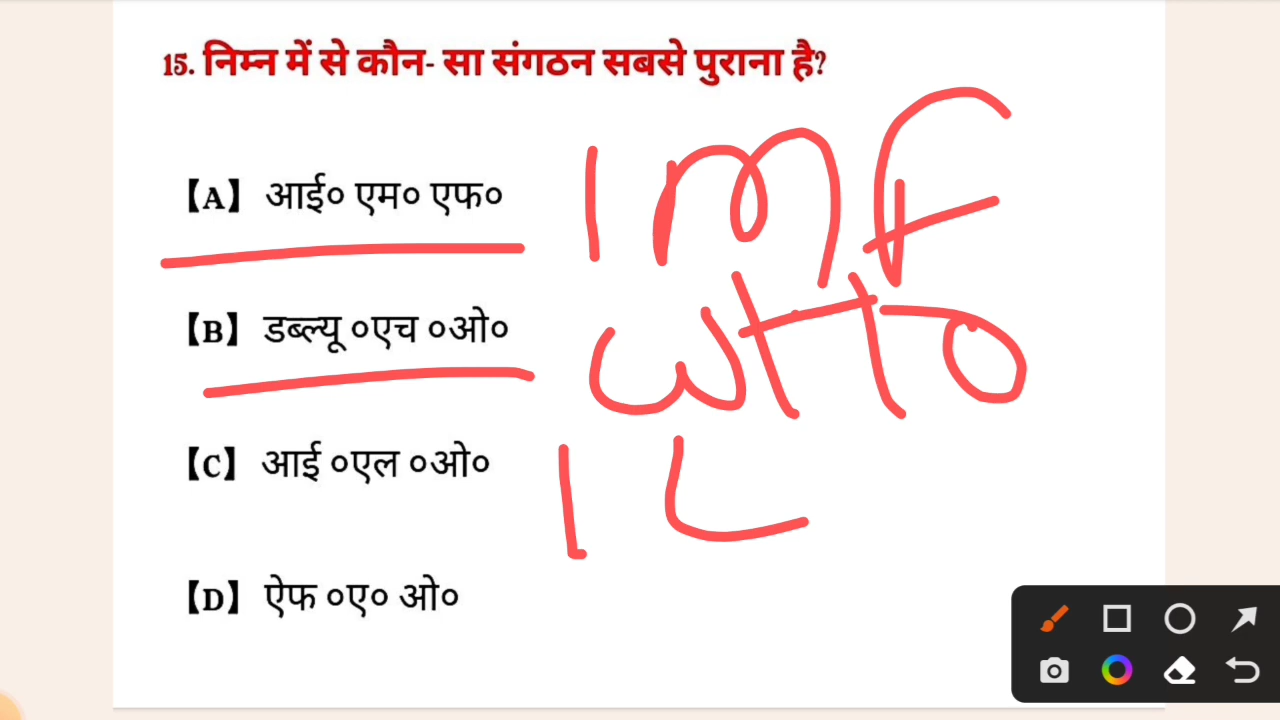 15. निम्न में से कौन- सा संगठन सबसे पुराना है?
【A】 आई० एम० एफ० IMF
【B】 डब्ल्यू ०एच ०ओ० WHO
【C】 आई ०एल ०ओ० IL
【D】 ऐफ ०ए० ओ०